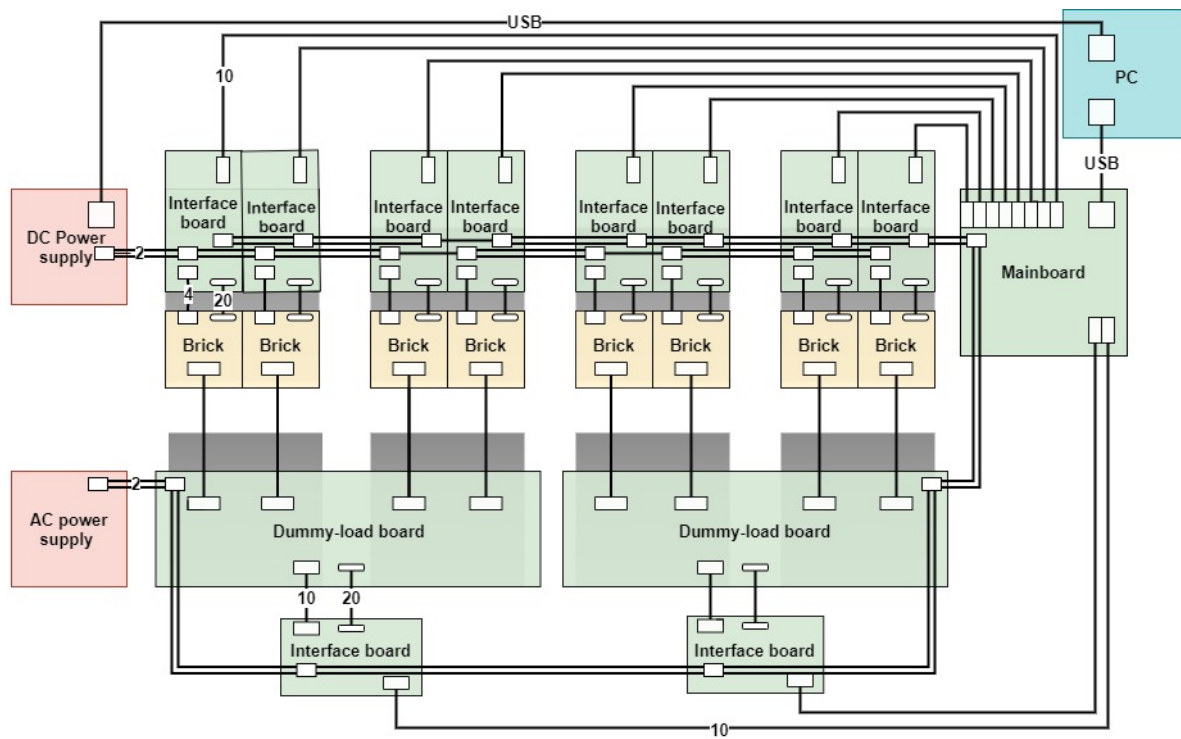 USB
PC
10
USB
Interface
board
Interface
board
Interface
board
Interface
board
Interface
board
Interface
board
Interface
board
Interface
board
DC Power
supply
2
Mainboard
4
20
Brick
Brick
Brick
Brick
Brick
Brick
Brick
Brick
2
AC power
supply
Dummy-load board
Dummy-load board
10
20
Interface board
Interface board
10